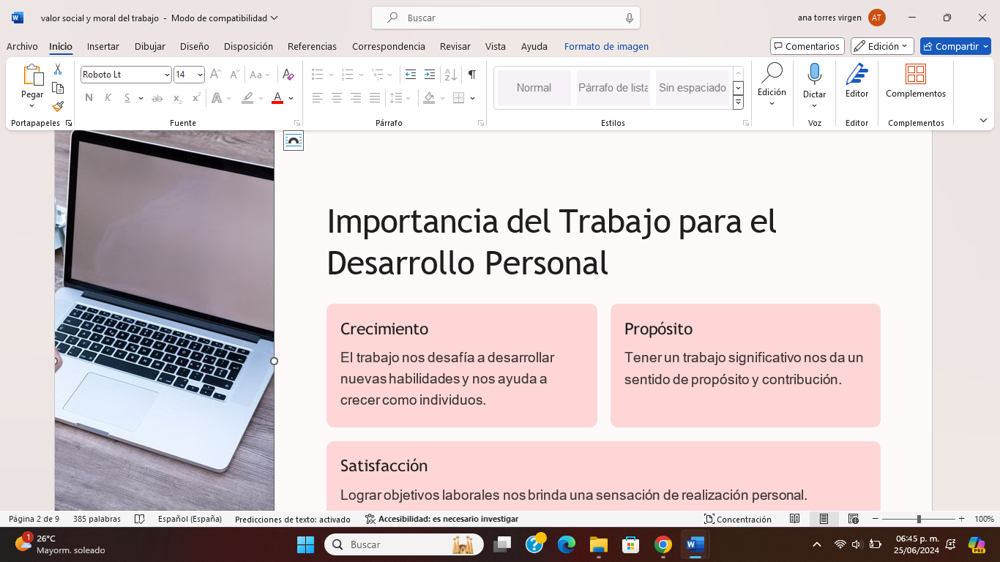 valor social y moral del trabajo - Modo de compatibilidad
Buscar
ana torres virgen
AT
Archivo Inicio Insertar Dibujar Diseño Disposición Referencias Correspondencia Revisar Vista Ayuda Formato de imagen
Comentarios
Edición
Compartir
Pegar
Portapapeles
Roboto Lt
14
N K S ab x₂ x² A A
Fuente
Párrafo
Normal
Párrafo de lista
Sin espaciado
Estilos
Edición
Dictar
Voz
Editor
Editor
Complementos
Complementos
Importancia del Trabajo para el
Desarrollo Personal
Crecimiento
El trabajo nos desafía a desarrollar
nuevas habilidades y nos ayuda a
crecer como individuos.
Propósito
Tener un trabajo significativo nos da un
sentido de propósito y contribución.
Satisfacción
Lograr objetivos laborales nos brinda una sensación de realización personal.
Página 2 de 9
385 palabras
Español (España)
Predicciones de texto: activado
Accesibilidad: es necesario investigar
Concentración
100%
1
26°C
Mayorm. soleado
Buscar
06:45 p. m.
25/06/2024
PRE